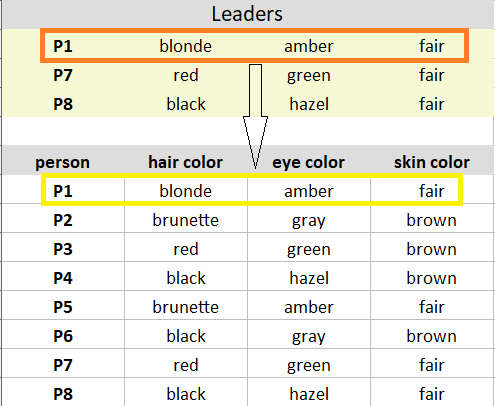 Leaders
P1 blonde amber fair
P7 red green fair
P8 black hazel fair
person hair color eye color skin color
P1 blonde amber fair
P2 brunette gray brown
P3 red green brown
P4 black hazel brown
P5 brunette amber fair
P6 black gray brown
P7 red green fair
P8 black hazel fair